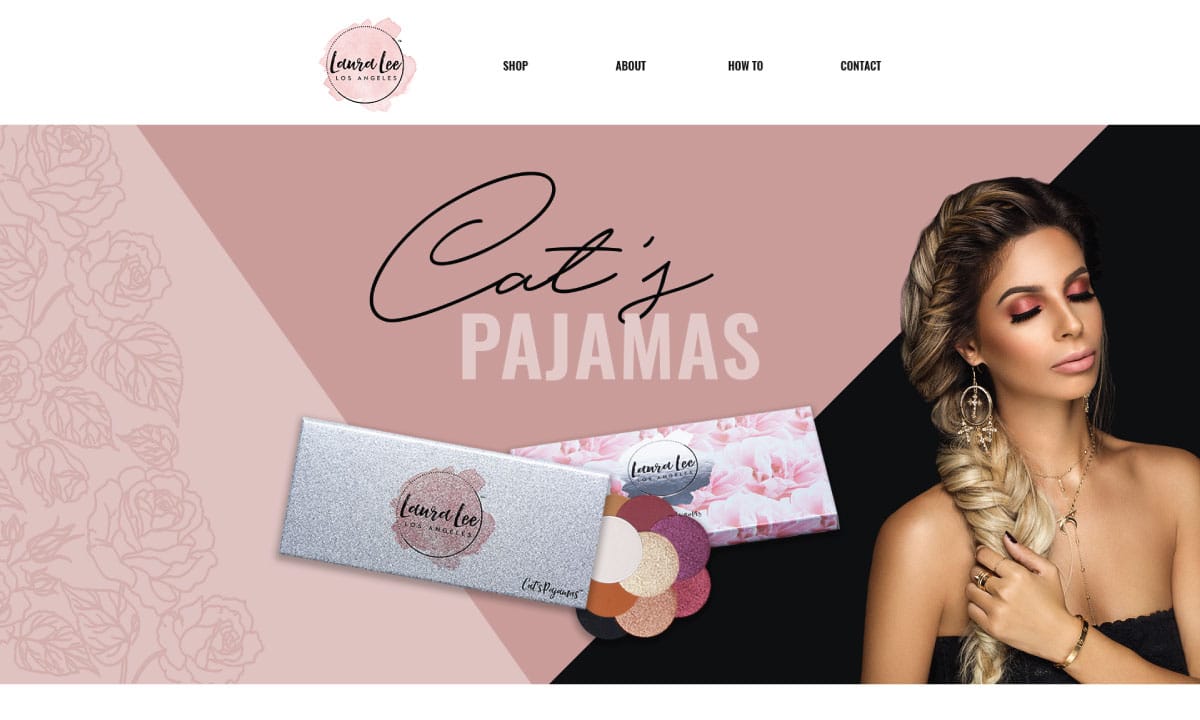 Laura Lee
LOS ANGELES
™
SHOP
ABOUT
HOW TO
CONTACT
Cat's
PAJAMAS
Laura Lee
LOS ANGELES
Laura Lee
LOS ANGELES
Cat's Pajamas